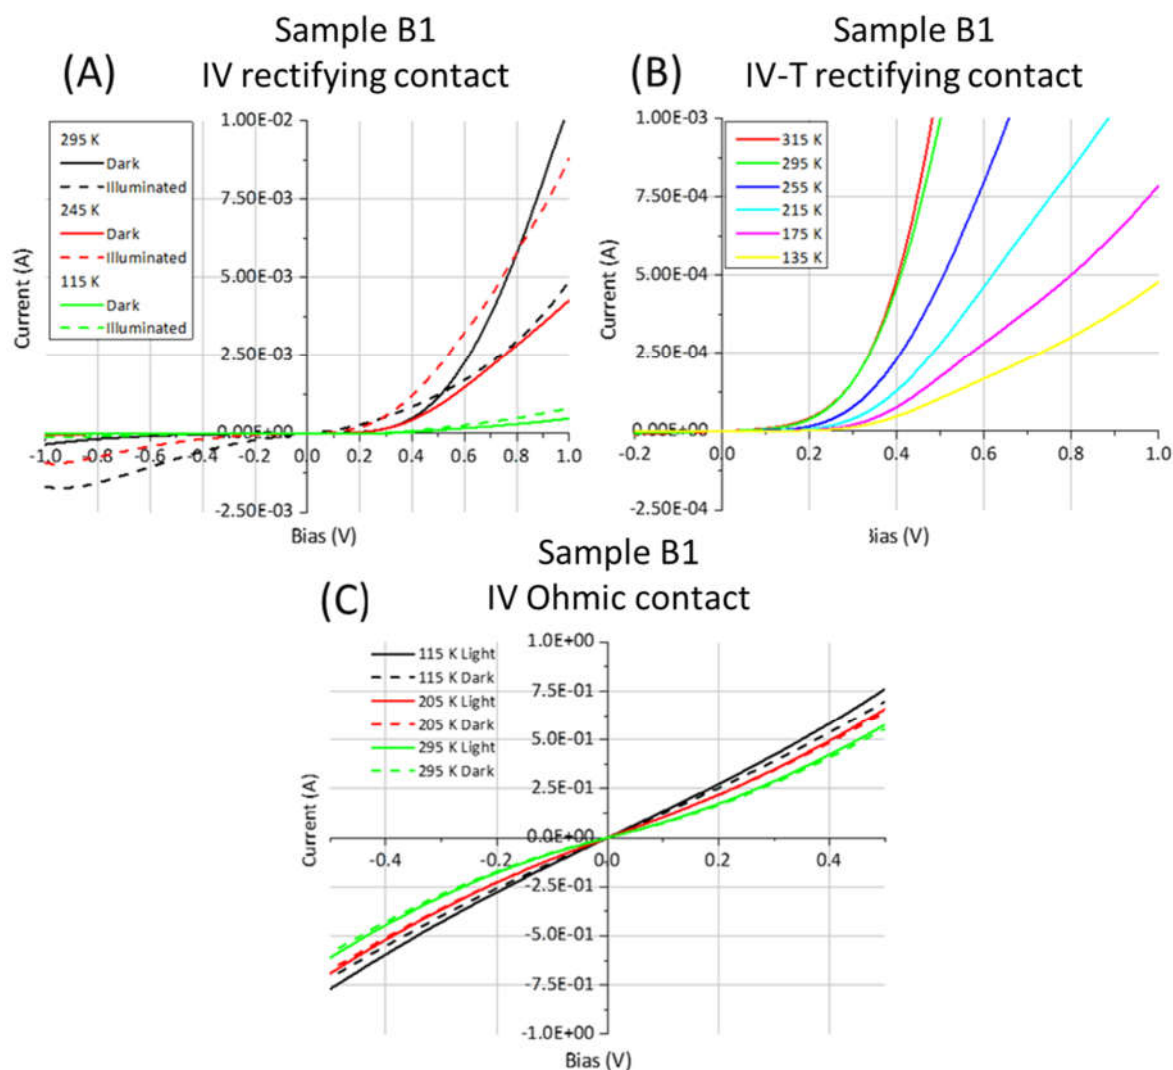 Sample B1
(A) IV rectifying contact
295 K
Dark
Illuminated
245 K
Dark
Illuminated
115 K
Dark
Illuminated
1.00E-02
7.50E-03
5.00E-03
2.50E-03
0.00E+00
-2.50E-03
-1.0 -0.8 -0.6 -0.4 -0.2 0.0 0.2 0.4 0.6 0.8 1.0
Current (A)
Bias (V)
Sample B1
(B) IV-T rectifying contact
315 K
295 K
255 K
215 K
175 K
135 K
1.00E-03
7.50E-04
5.00E-04
2.50E-04
0.00E+00
-2.50E-04
-0.2 0.0 0.2 0.4 0.6 0.8 1.0
Current (A)
Bias (V)
Sample B1
(C) IV Ohmic contact
115 K Light
115 K Dark
205 K Light
205 K Dark
295 K Light
295 K Dark
1.0E+00
7.5E-01
5.0E-01
2.5E-01
0.0E+00
-2.5E-01
-5.0E-01
-7.5E-01
-1.0E+00
-0.4 -0.2 0.0 0.2 0.4
Current (A)
Bias (V)